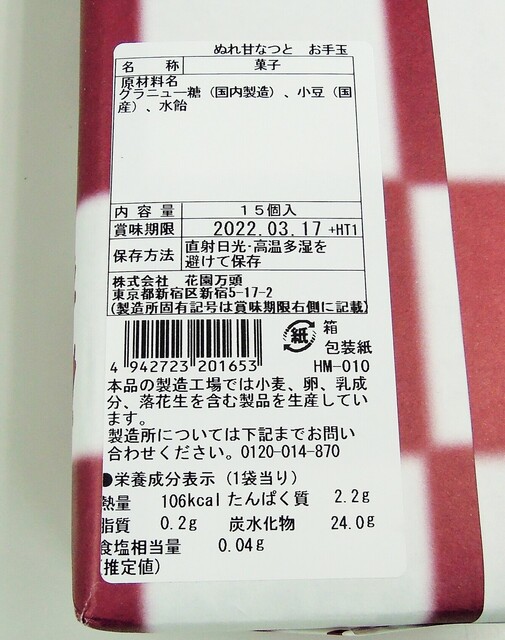 ぬれ甘なつと お手玉
名 称 菓子
原材料名
グラニュー糖(国内製造)、小豆(国
産)、水飴
内容量 15個入
賞味期限 2022.03.17 +HT1
保存方法 直射日光・高温多湿を
避けて保存
株式会社 花園万頭
東京都新宿区新宿5-17-2
(製造所固有記号は賞味期限右側に記載)
紙 箱
包装紙
4 942723 201653 HM-010
本品の製造工場では小麦、卵、乳成
分、落花生を含む製品を生産してい
ます。
製造所については下記までお問い
合わせください。0120-014-870
●栄養成分表示(1袋当り)
熱量 106kcal たんぱく質 2.2g
脂質 0.2g 炭水化物 24.0g
食塩相当量 0.04g
(推定値)